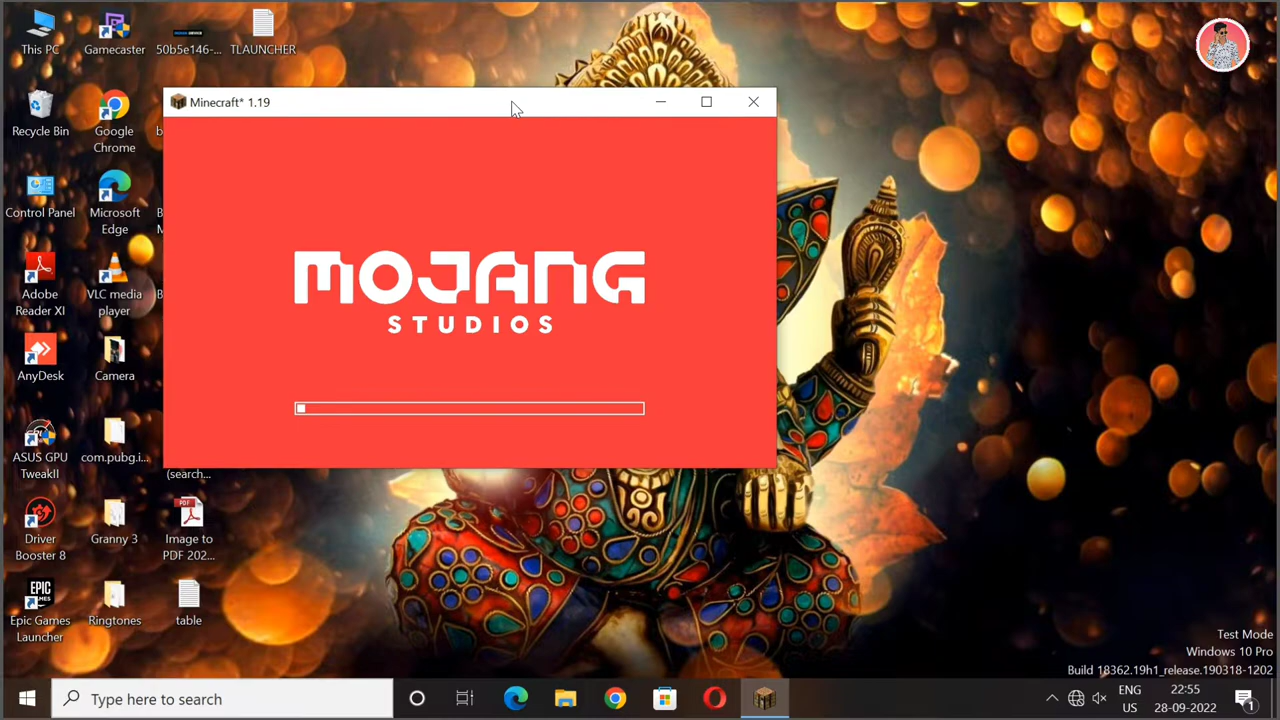 This PC
Gamecaster
50b5e146-...
TLAUNCHER
Minecraft* 1.19
Recycle Bin
Google
Chrome
Control Panel
Microsoft
Edge
MOJANG
STUDIOS
Adobe
Reader XI
VLC media
player
AnyDesk
Camera
ASUS GPU
TweakII
com.pubg.i...
(search...
Driver
Booster 8
Granny 3
PDF
Image to
PDF 202...
EPIC
GAMES
Epic Games
Launcher
Ringtones
table
Test Mode
Windows 10 Pro
Build 18362.19h1_release.190318-1202
Type here to search
ENG
US
22:55
28-09-2022
1